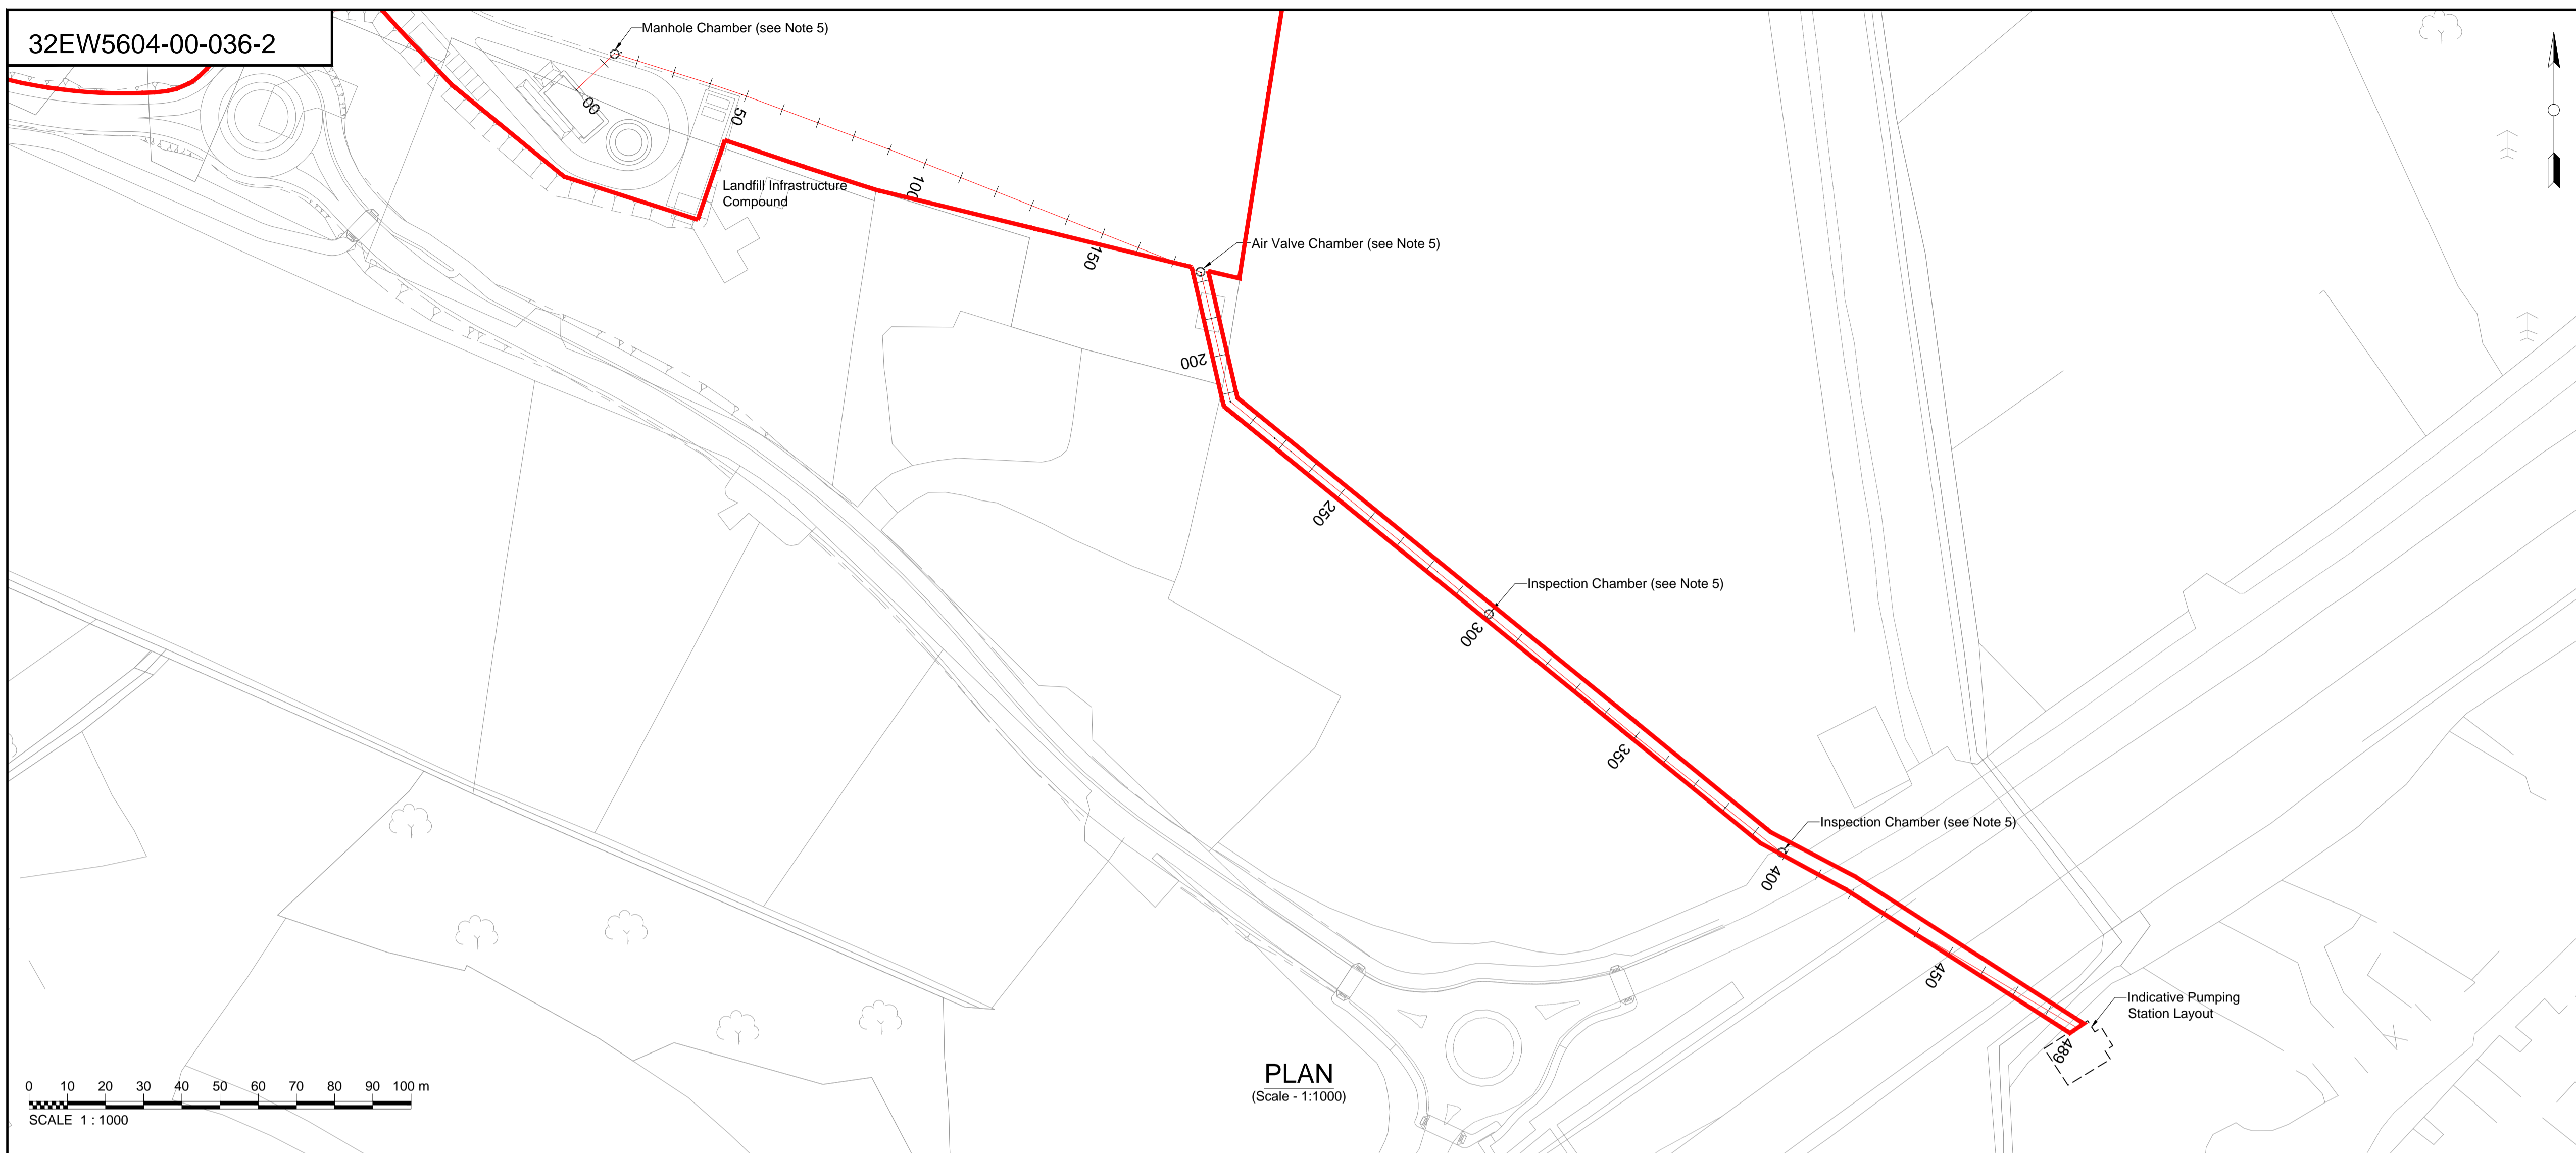 32EW5604-00-036-2
Manhole Chamber (see Note 5)
00
50
Landfill Infrastructure
Compound
100
150
Air Valve Chamber (see Note 5)
200
250
Inspection Chamber (see Note 5)
300
350
Inspection Chamber (see Note 5)
400
450
Indicative Pumping
Station Layout
489
PLAN
(Scale - 1:1000)
0 10 20 30 40 50 60 70 80 90 100 m
SCALE 1 : 1000